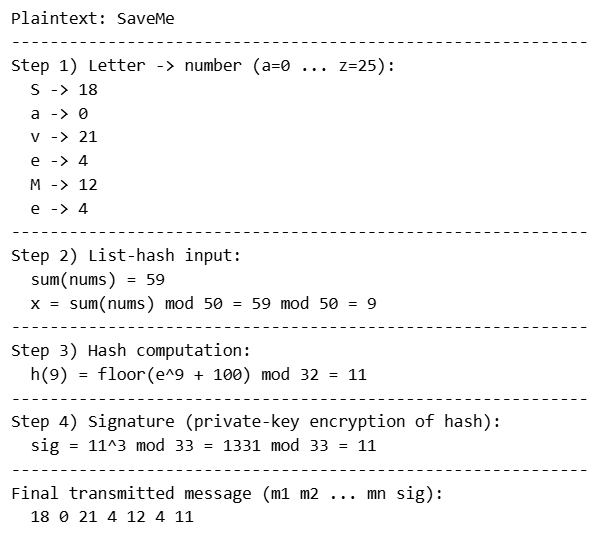 Plaintext: SaveMe
------------------------------------------------------------
Step 1) Letter -> number (a=0 ... z=25):
  S -> 18
  a -> 0
  v -> 21
  e -> 4
  M -> 12
  e -> 4
------------------------------------------------------------
Step 2) List-hash input:
  sum(nums) = 59
  x = sum(nums) mod 50 = 59 mod 50 = 9
------------------------------------------------------------
Step 3) Hash computation:
  h(9) = floor(e^9 + 100) mod 32 = 11
------------------------------------------------------------
Step 4) Signature (private-key encryption of hash):
  sig = 11^3 mod 33 = 1331 mod 33 = 11
------------------------------------------------------------
Final transmitted message (m1 m2 ... mn sig):
  18 0 21 4 12 4 11